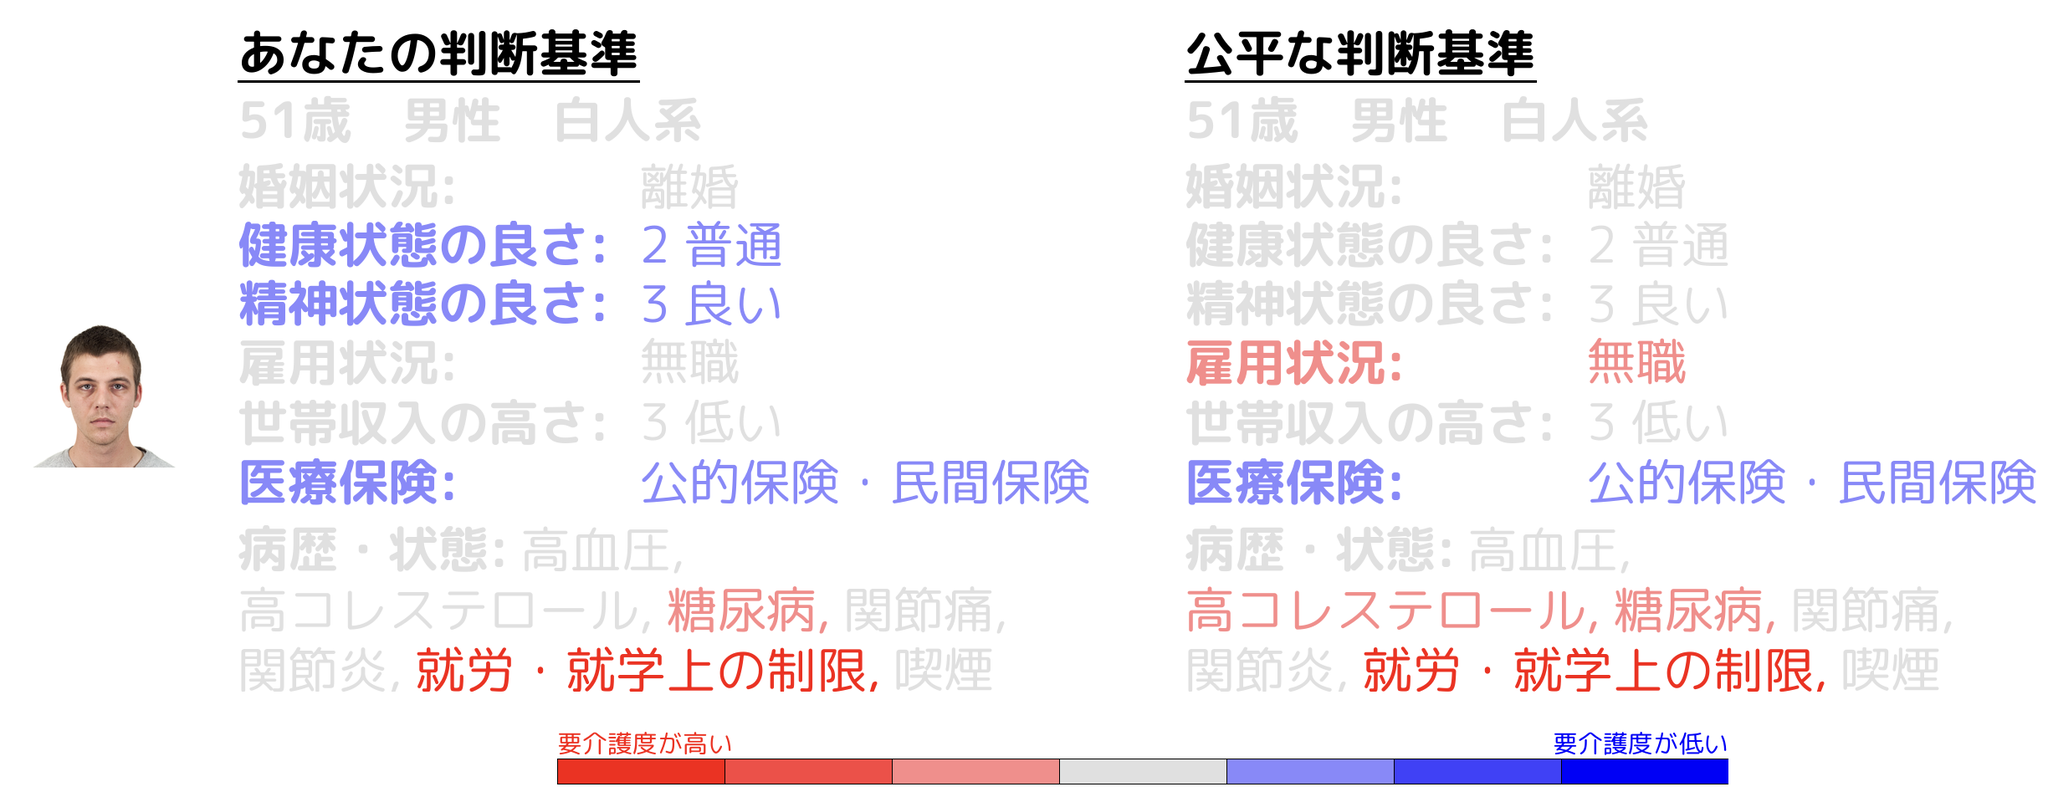 あなたの判断基準
51歳 男性 白人系
婚姻状況: 離婚
健康状態の良さ: 2 普通
精神状態の良さ: 3 良い
雇用状況: 無職
世帯収入の高さ: 3 低い
医療保険: 公的保険・民間保険
病歴・状態: 高血圧,
高コレステロール, 糖尿病, 関節痛,
関節炎, 就労・就学上の制限, 喫煙
公平な判断基準
51歳 男性 白人系
婚姻状況: 離婚
健康状態の良さ: 2 普通
精神状態の良さ: 3 良い
雇用状況: 無職
世帯収入の高さ: 3 低い
医療保険: 公的保険・民間保険
病歴・状態: 高血圧,
高コレステロール, 糖尿病, 関節痛,
関節炎, 就労・就学上の制限, 喫煙
要介護度が高い
要介護度が低い